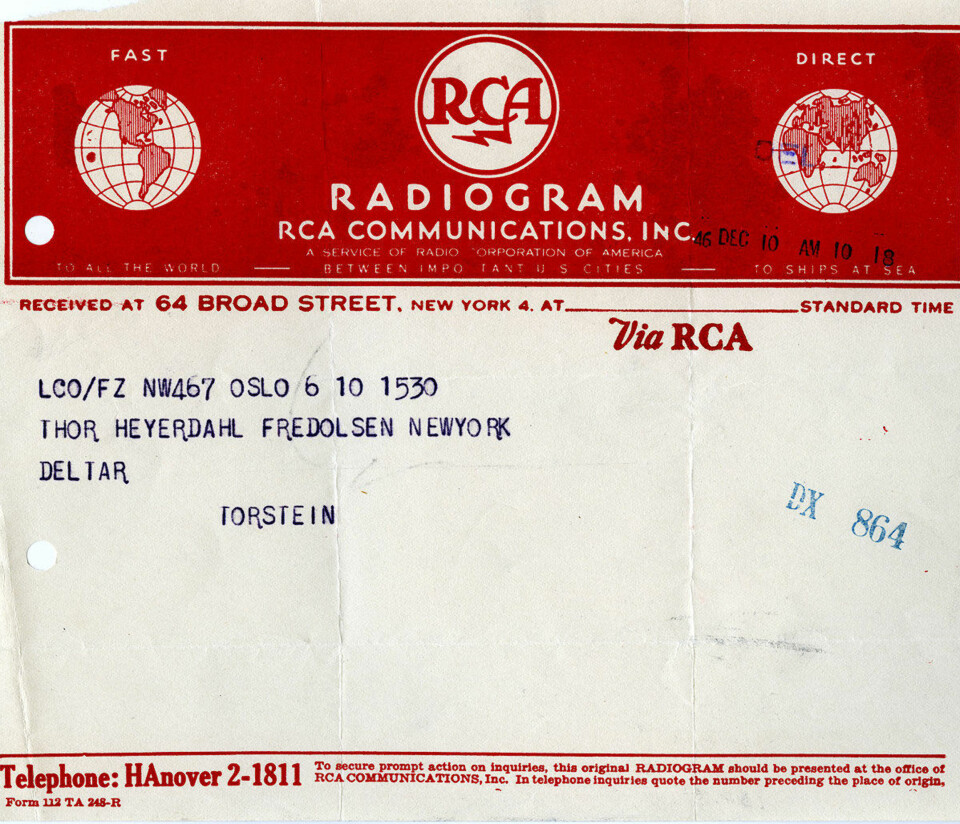 FAST
DIRECT
RCA
RADIOGRAM
RCA COMMUNICATIONS, INC.
A SERVICE OF RADIO CORPORATION OF AMERICA
46 DEC 10 AM 10 18
TO ALL THE WORLD — BETWEEN IMPORTANT U S CITIES — TO SHIPS AT SEA
RECEIVED AT 64 BROAD STREET, NEW YORK 4, AT STANDARD TIME
Via RCA
LCO/FZ NW467 OSLO 6 10 1530
THOR HEYERDAHL FREDOLSEN NEWYORK
DELTAR
TORSTEIN
DX 864
Telephone: HAnover 2-1811
To secure prompt action on inquiries, this original RADIOGRAM should be presented at the office of
RCA COMMUNICATIONS, Inc. In telephone inquiries quote the number preceding the place of origin,
Form 112 TA 248-R